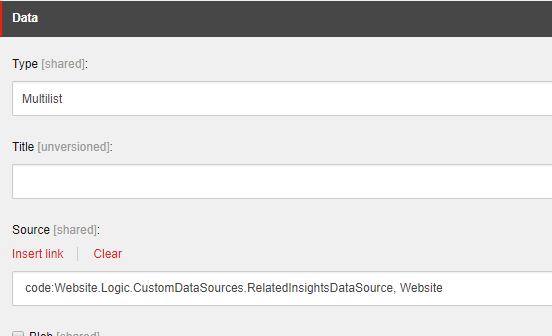 Data
Type [shared]:
Multilist
Title [unversioned]:
Source [shared]:
Insert link Clear
code:Website.Logic.CustomDataSources.RelatedInsightsDataSource, Website
Blob [shared]